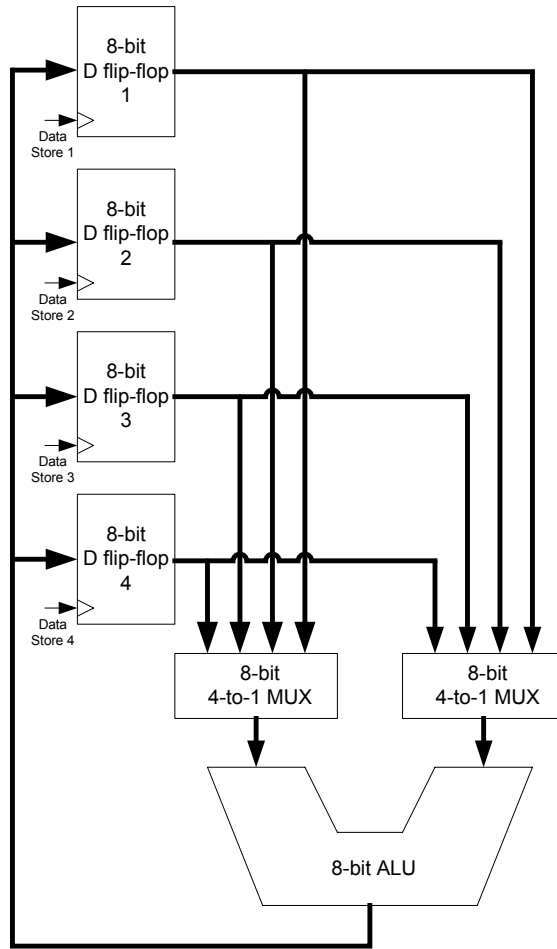 8-bit
D flip-flop
1
Data
Store 1
8-bit
D flip-flop
2
Data
Store 2
8-bit
D flip-flop
3
Data
Store 3
8-bit
D flip-flop
4
Data
Store 4
8-bit
4-to-1 MUX
8-bit
4-to-1 MUX
8-bit ALU